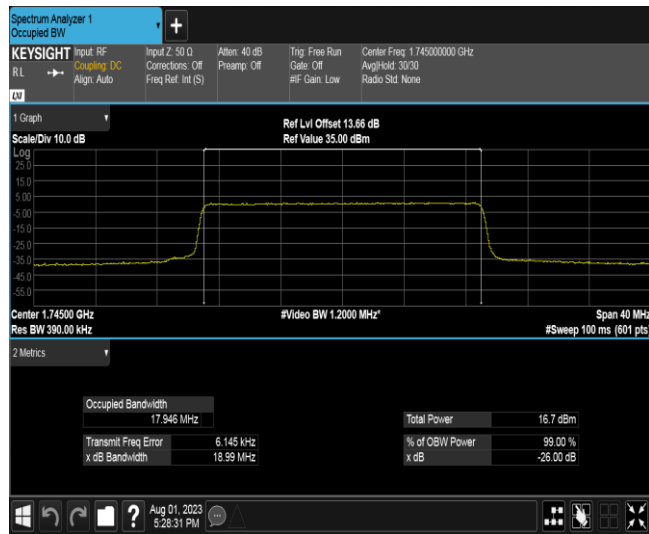 Spectrum Analyzer 1
Occupied BW
KEYSIGHT
R L
LXI
Input: RF
Coupling: DC
Align: Auto
Input Z: 50 Ω
Corrections: Off
Freq Ref: Int (S)
Atten: 40 dB
Preamp: Off
Trig: Free Run
Gate: Off
#IF Gain: Low
Center Freq: 1.745000000 GHz
Avg|Hold: 30/30
Radio Std: None
1 Graph
Scale/Div 10.0 dB
Ref Lvl Offset 13.66 dB
Ref Value 35.00 dBm
Log
25.0
15.0
5.00
-5.00
-15.0
-25.0
-35.0
-45.0
-55.0
Center 1.74500 GHz
Res BW 390.00 kHz
#Video BW 1.2000 MHz*
Span 40 MHz
#Sweep 100 ms (601 pts)
2 Metrics
Occupied Bandwidth
17.946 MHz
Transmit Freq Error 6.145 kHz
x dB Bandwidth 18.99 MHz
Total Power 16.7 dBm
% of OBW Power 99.00 %
x dB -26.00 dB
?
Aug 01, 2023
5:28:31 PM